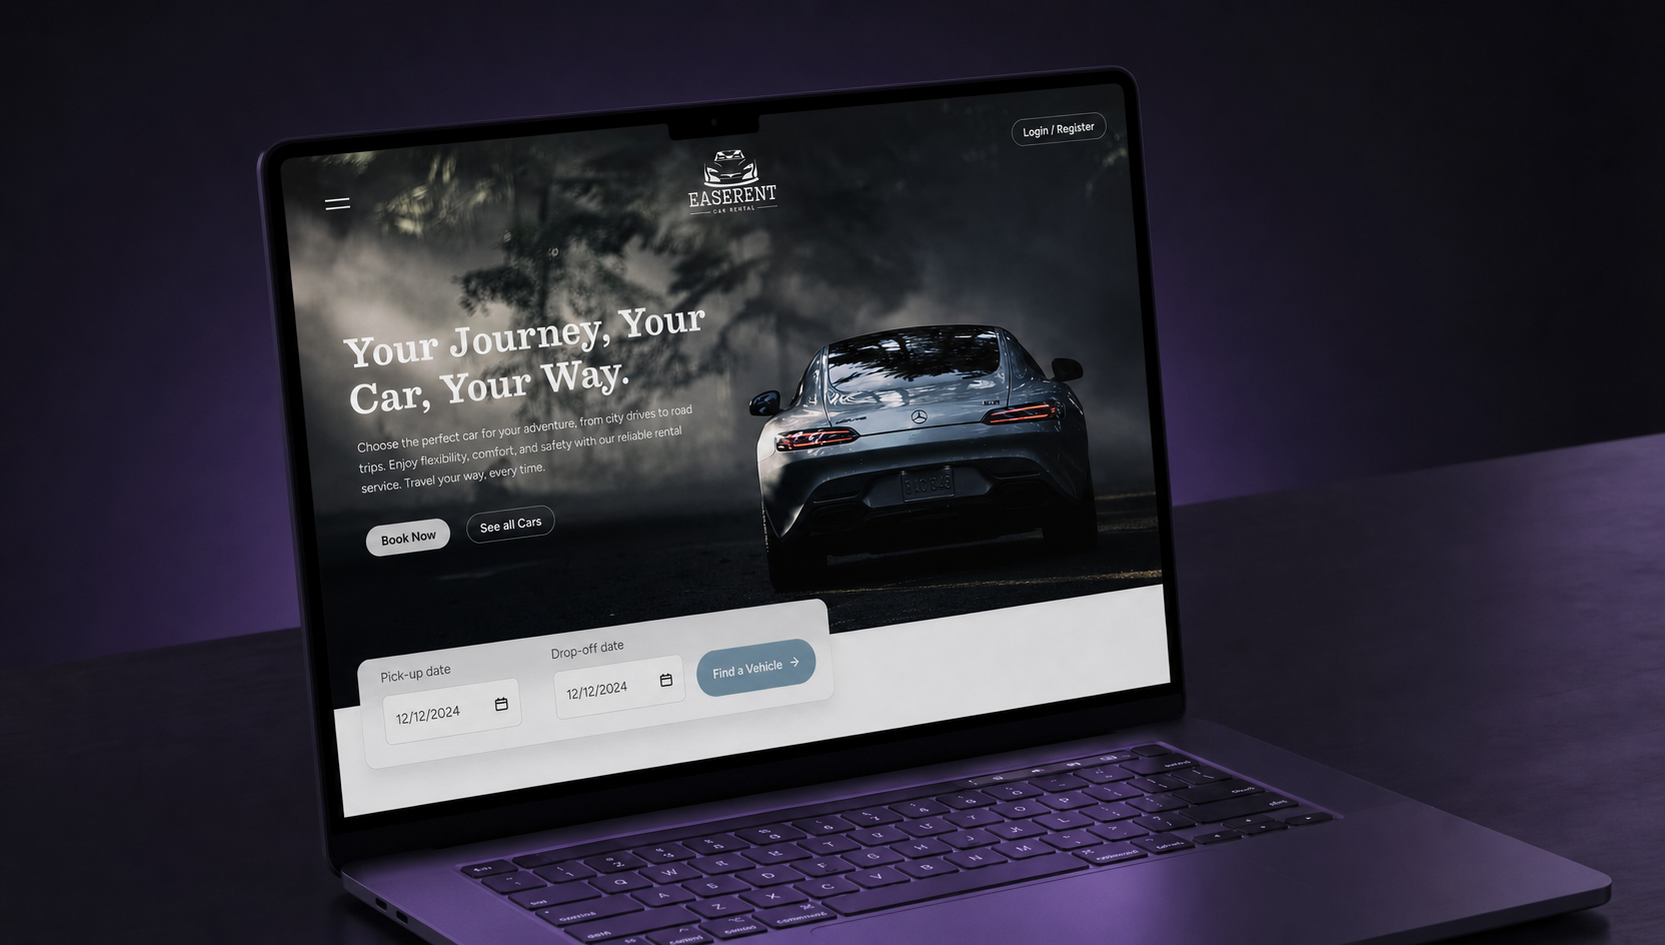 Login / Register
EASERENT
CAR RENTAL
Your Journey, Your
Car, Your Way.
Choose the perfect car for your adventure, from city drives to road
trips. Enjoy flexibility, comfort, and safety with our reliable rental
service. Travel your way, every time.
Book Now
See all Cars
Pick-up date
Drop-off date
12/12/2024
12/12/2024
Find a Vehicle
Q W
A D F G H
Z X C V B N M